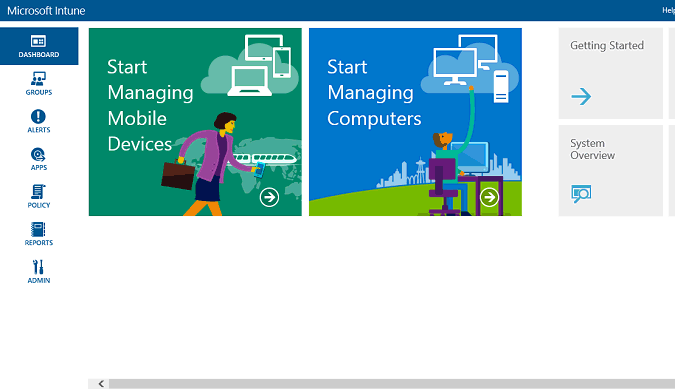 Microsoft Intune
Hel
DASHBOARD
GROUPS
ALERTS
APPS
POLICY
REPORTS
ADMIN
Start
Managing
Mobile
Devices
Start
Managing
Computers
Getting Started
System
Overview